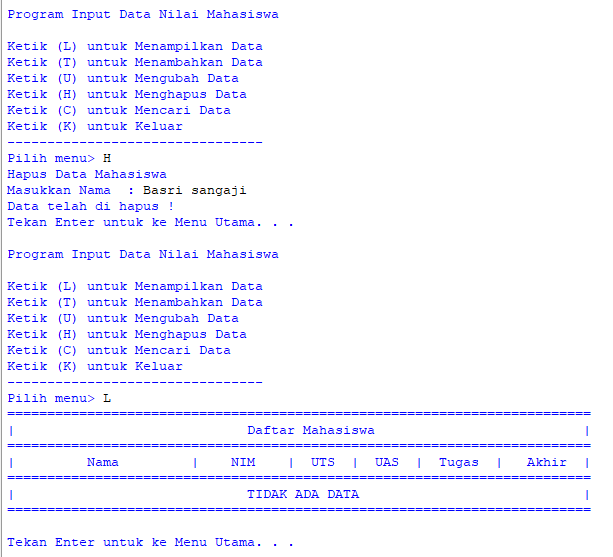 Program Input Data Nilai Mahasiswa
Ketik (L) untuk Menampilkan Data
Ketik (T) untuk Menambahkan Data
Ketik (U) untuk Mengubah Data
Ketik (H) untuk Menghapus Data
Ketik (C) untuk Mencari Data
Ketik (K) untuk Keluar
--------------------------------
Pilih menu> H
Hapus Data Mahasiswa
Masukkan Nama  : Basri sangaji
Data telah di hapus !
Tekan Enter untuk ke Menu Utama. . .
Program Input Data Nilai Mahasiswa
Ketik (L) untuk Menampilkan Data
Ketik (T) untuk Menambahkan Data
Ketik (U) untuk Mengubah Data
Ketik (H) untuk Menghapus Data
Ketik (C) untuk Mencari Data
Ketik (K) untuk Keluar
--------------------------------
Pilih menu> L
=========================================================================
|                             Daftar Mahasiswa                          |
=========================================================================
|         Nama         |    NIM    |  UTS  |  UAS  |  Tugas  |   Akhir  |
=========================================================================
|                             TIDAK ADA DATA                            |
=========================================================================
Tekan Enter untuk ke Menu Utama. . .